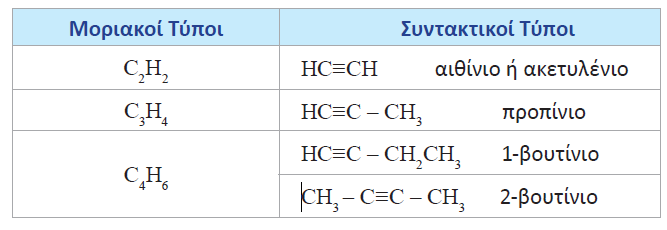 Μοριακοί Τύποι Συντακτικοί Τύποι
C₂H₂ HC≡CH αιθίνιο ή ακετυλένιο
C₃H₄ HC≡C – CH₃ προπίνιο
C₄H₆ HC≡C – CH₂CH₃ 1-βουτίνιο
CH₃ – C≡C – CH₃ 2-βουτίνιο